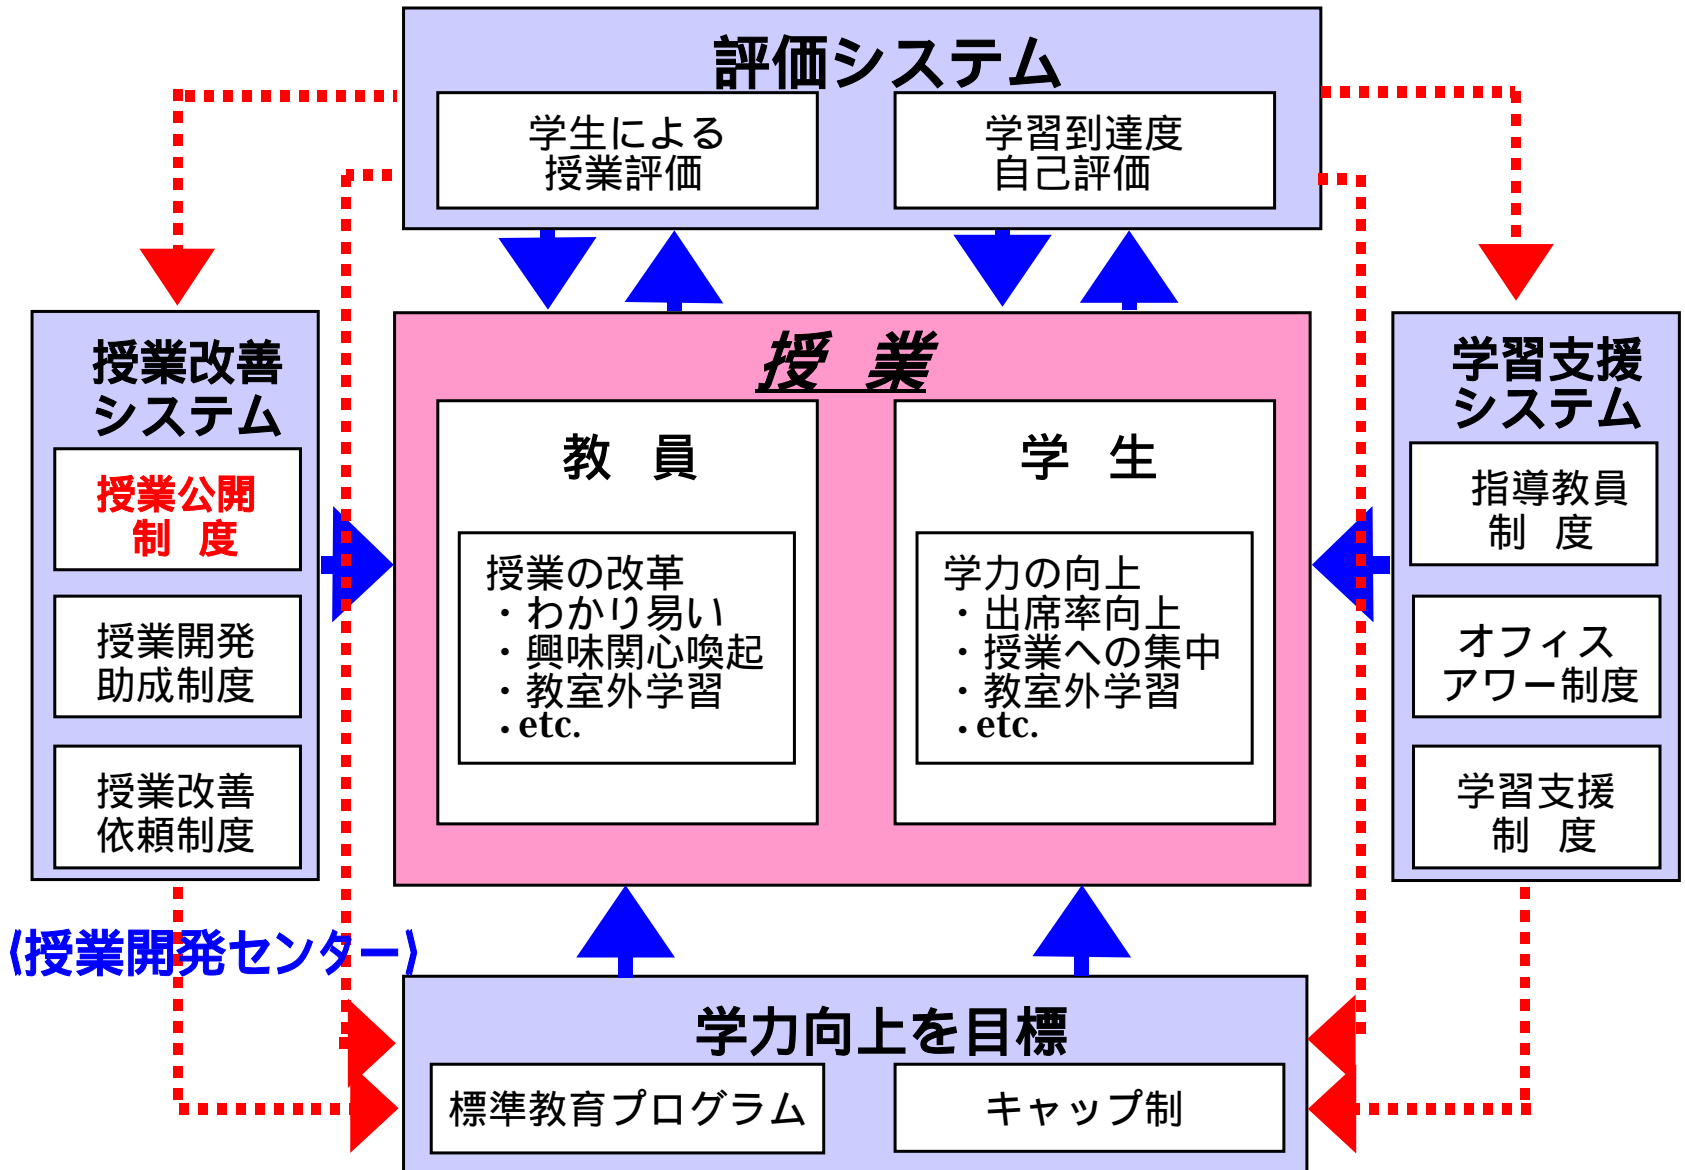 評価システム
学生による
授業評価
学習到達度
自己評価
授業改善
システム
授業公開
制 度
授業開発
助成制度
授業改善
依頼制度
授 業
教 員
授業の改革
・わかり易い
・興味関心喚起
・教室外学習
・etc.
学 生
学力の向上
・出席率向上
・授業への集中
・教室外学習
・etc.
学習支援
システム
指導教員
制 度
オフィス
アワー制度
学習支援
制 度
《授業開発センター》
学力向上を目標
標準教育プログラム
キャップ制